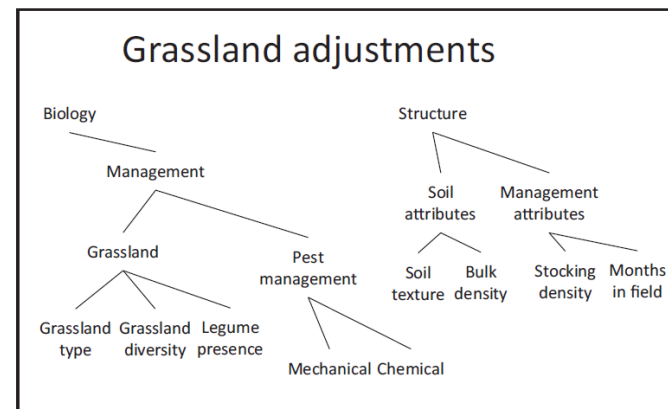 Grassland adjustments
Biology
Structure
Management
Soil
attributes
Management
attributes
Grassland
Pest
management
Soil
texture
Bulk
density
Stocking
density
Months
in field
Grassland
type
Grassland
diversity
Legume
presence
Mechanical
Chemical